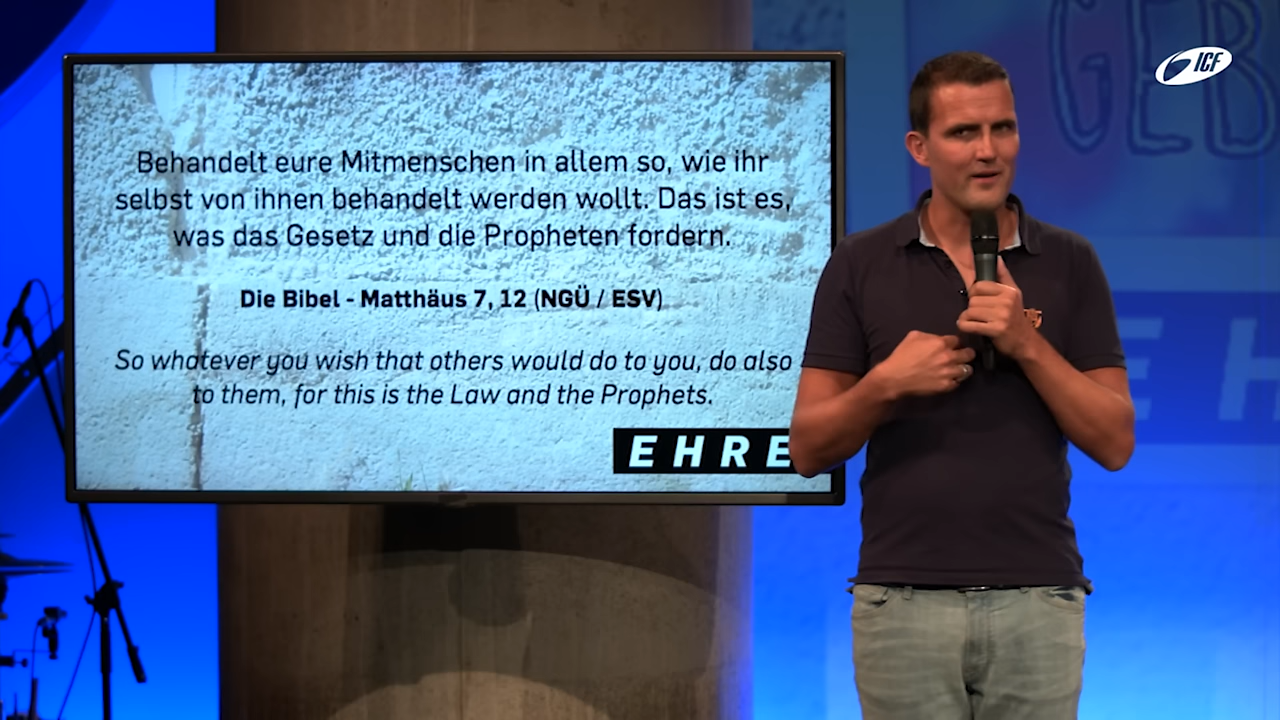 Behandelt eure Mitmenschen in allem so, wie ihr
selbst von ihnen behandelt werden wollt. Das ist es,
was das Gesetz und die Propheten fordern.
Die Bibel - Matthäus 7, 12 (NGÜ / ESV)
So whatever you wish that others would do to you, do also
to them, for this is the Law and the Prophets.
EHRE
ICF
GEB
EH